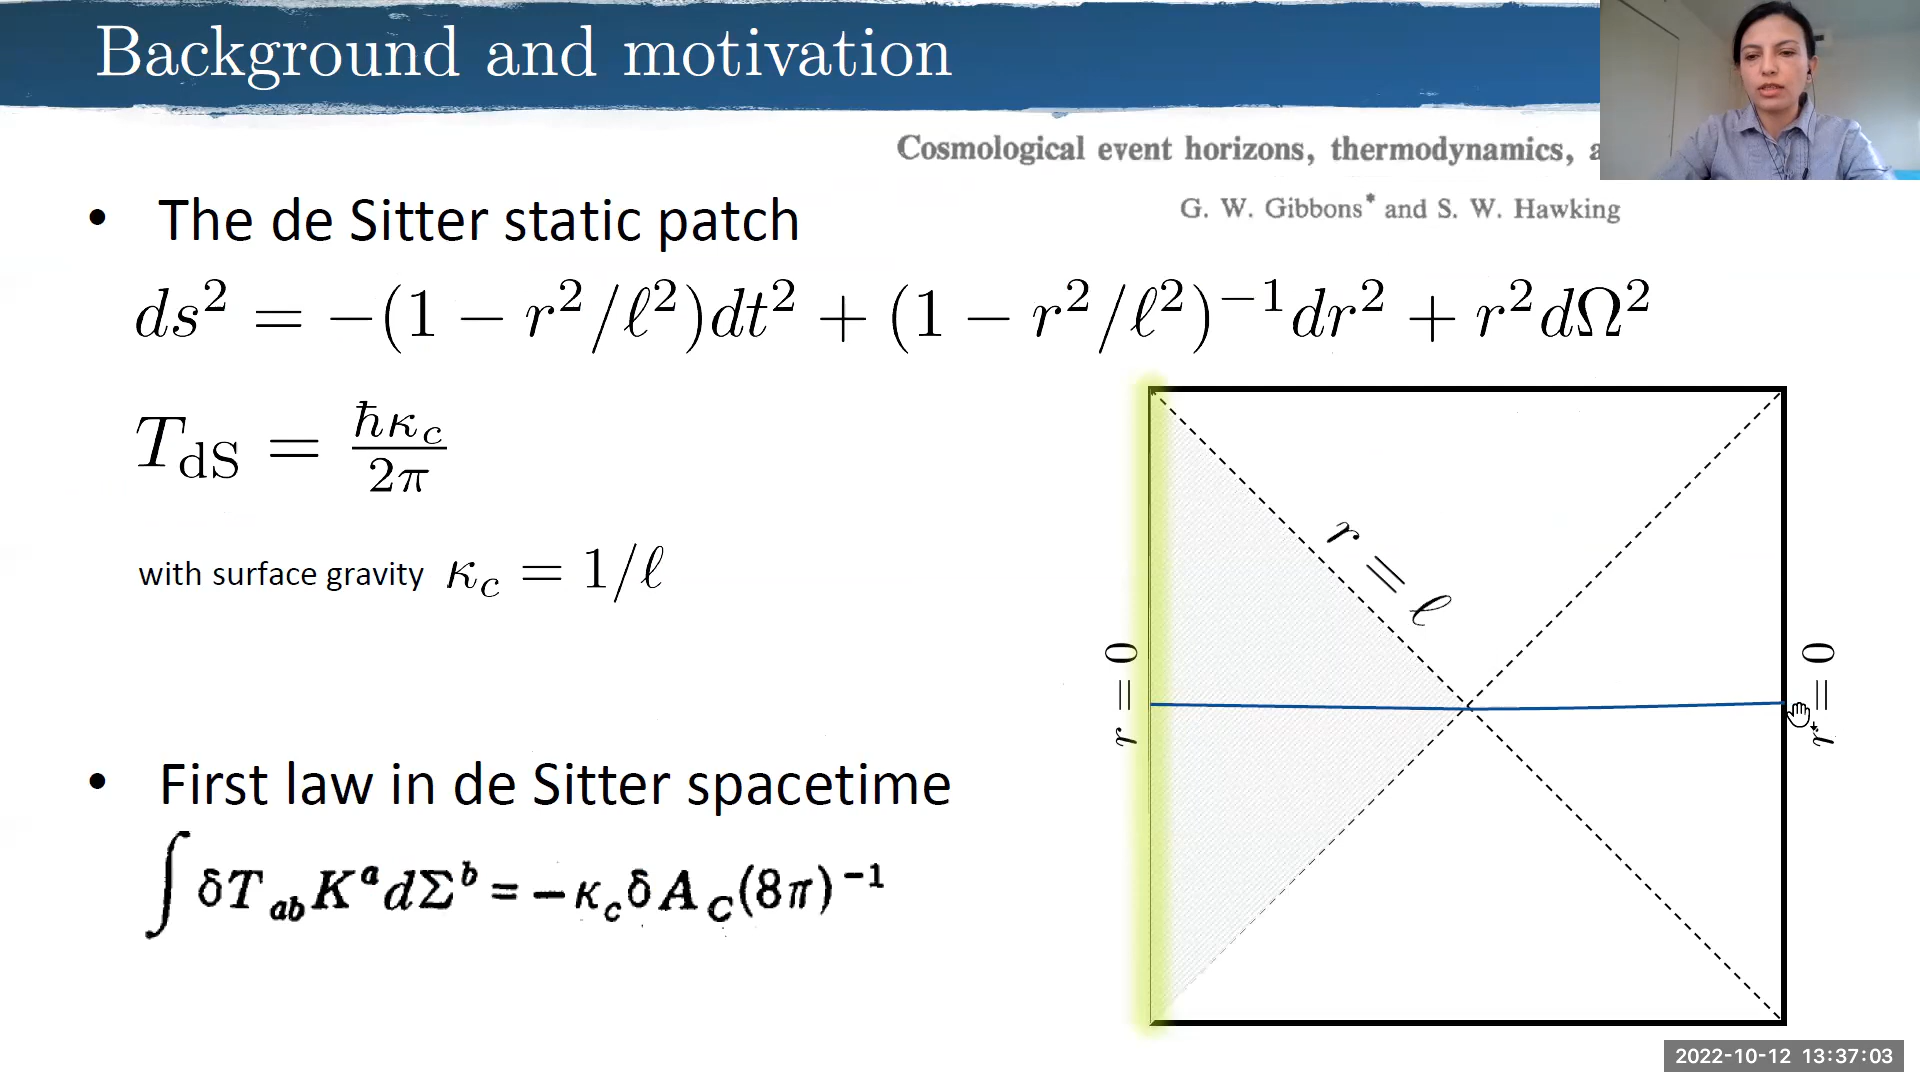 Background and motivation
Cosmological event horizons, thermodynamics,
G. W. Gibbons* and S. W. Hawking
• The de Sitter static patch
ds² = −(1 − r²/ℓ²)dt² + (1 − r²/ℓ²)⁻¹dr² + r²dΩ²
T_dS = ħκ_c / 2π
with surface gravity κ_c = 1/ℓ
r = ℓ
r = 0
r = 0
• First law in de Sitter spacetime
∫ δT_ab K^a dΣ^b = −κ_c δA_C (8π)⁻¹
2022-10-12 13:37:03